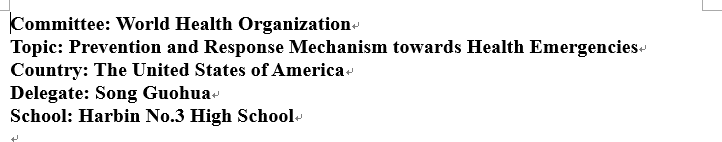 Committee: World Health Organization
Topic: Prevention and Response Mechanism towards Health Emergencies
Country: The United States of America
Delegate: Song Guohua
School: Harbin No.3 High School